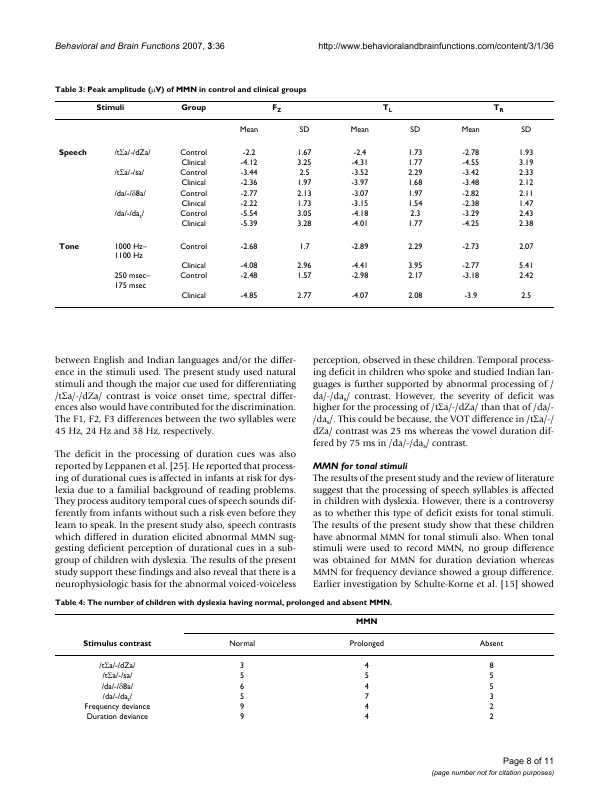 Behavioral and Brain Functions 2007, 3:36 http://www.behavioralandbrainfunctions.com/content/3/1/36
Table 3: Peak amplitude (μV) of MMN in control and clinical groups
Stimuli Group FZ TL TR
Mean SD Mean SD Mean SD
Speech /tΣa/-/dZa/ Control -2.2 1.67 -2.4 1.73 -2.78 1.93
Clinical -4.12 3.25 -4.31 1.77 -4.55 3.19
/tΣa/-/sa/ Control -3.44 2.5 -3.52 2.29 -3.42 2.33
Clinical -2.36 1.97 -3.97 1.68 -3.48 2.12
/da/-/δ8a/ Control -2.77 2.13 -3.07 1.97 -2.82 2.11
Clinical -2.22 1.73 -3.15 1.54 -2.38 1.47
/da/-/das/ Control -5.54 3.05 -4.18 2.3 -3.29 2.43
Clinical -5.39 3.28 -4.01 1.77 -4.25 2.38
Tone 1000 Hz– Control -2.68 1.7 -2.89 2.29 -2.73 2.07
1100 Hz
Clinical -4.08 2.96 -4.41 3.95 -2.77 5.41
250 msec– Control -2.48 1.57 -2.98 2.17 -3.18 2.42
175 msec
Clinical -4.85 2.77 -4.07 2.08 -3.9 2.5
between English and Indian languages and/or the differ-
ence in the stimuli used. The present study used natural
stimuli and though the major cue used for differentiating
/tΣa/-/dZa/ contrast is voice onset time, spectral differ-
ences also would have contributed for the discrimination.
The F1, F2, F3 differences between the two syllables were
45 Hz, 24 Hz and 38 Hz, respectively.
The deficit in the processing of duration cues was also
reported by Leppanen et al. [25]. He reported that process-
ing of durational cues is affected in infants at risk for dys-
lexia due to a familial background of reading problems.
They process auditory temporal cues of speech sounds dif-
ferently from infants without such a risk even before they
learn to speak. In the present study also, speech contrasts
which differed in duration elicited abnormal MMN sug-
gesting deficient perception of durational cues in a sub-
group of children with dyslexia. The results of the present
study support these findings and also reveal that there is a
neurophysiologic basis for the abnormal voiced-voiceless
perception, observed in these children. Temporal process-
ing deficit in children who spoke and studied Indian lan-
guages is further supported by abnormal processing of /
da/-/das/ contrast. However, the severity of deficit was
higher for the processing of /tΣa/-/dZa/ than that of /da/-
/das/. This could be because, the VOT difference in /tΣa/-/
dZa/ contrast was 25 ms whereas the vowel duration dif-
fered by 75 ms in /da/-/das/ contrast.
MMN for tonal stimuli
The results of the present study and the review of literature
suggest that the processing of speech syllables is affected
in children with dyslexia. However, there is a controversy
as to whether this type of deficit exists for tonal stimuli.
The results of the present study show that these children
have abnormal MMN for tonal stimuli also. When tonal
stimuli were used to record MMN, no group difference
was obtained for MMN for duration deviation whereas
MMN for frequency deviance showed a group difference.
Earlier investigation by Schulte-Korne et al. [15] showed
Table 4: The number of children with dyslexia having normal, prolonged and absent MMN.
MMN
Stimulus contrast Normal Prolonged Absent
/tΣa/-/dZa/ 3 4 8
/tΣa/-/sa/ 5 5 5
/da/-/δ8a/ 6 4 5
/da/-/das/ 5 7 3
Frequency deviance 9 4 2
Duration deviance 9 4 2
Page 8 of 11
(page number not for citation purposes)